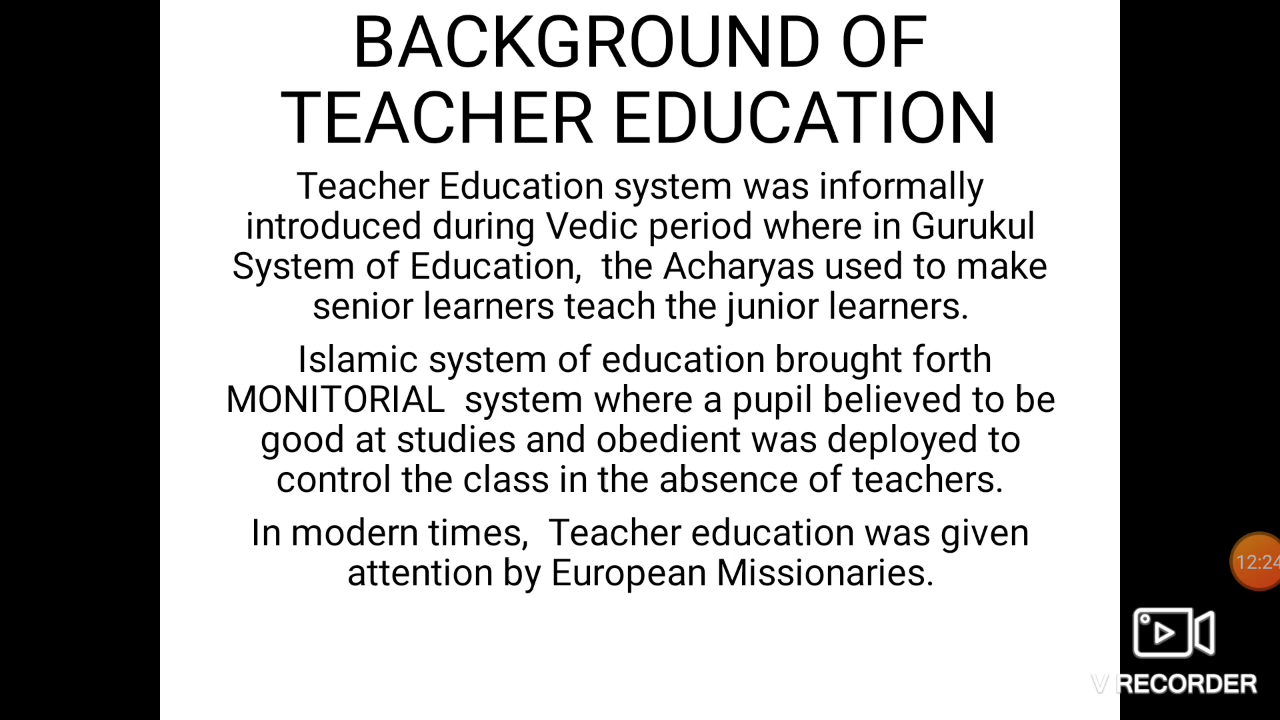 BACKGROUND OF
TEACHER EDUCATION
Teacher Education system was informally
introduced during Vedic period where in Gurukul
System of Education,  the Acharyas used to make
senior learners teach the junior learners.
Islamic system of education brought forth
MONITORIAL  system where a pupil believed to be
good at studies and obedient was deployed to
control the class in the absence of teachers.
In modern times,  Teacher education was given
attention by European Missionaries.
12:24
V RECORDER